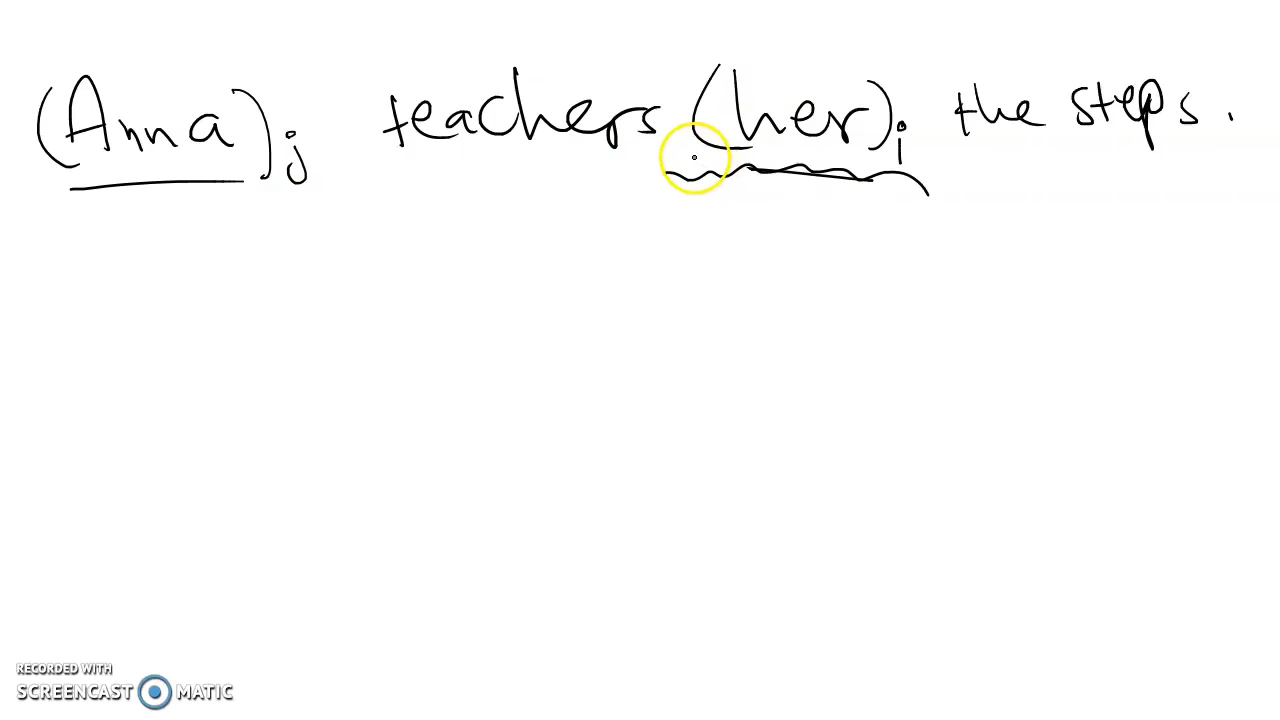 (Anna)j teachers (her)i the steps.
RECORDED WITH
SCREENCAST MATIC